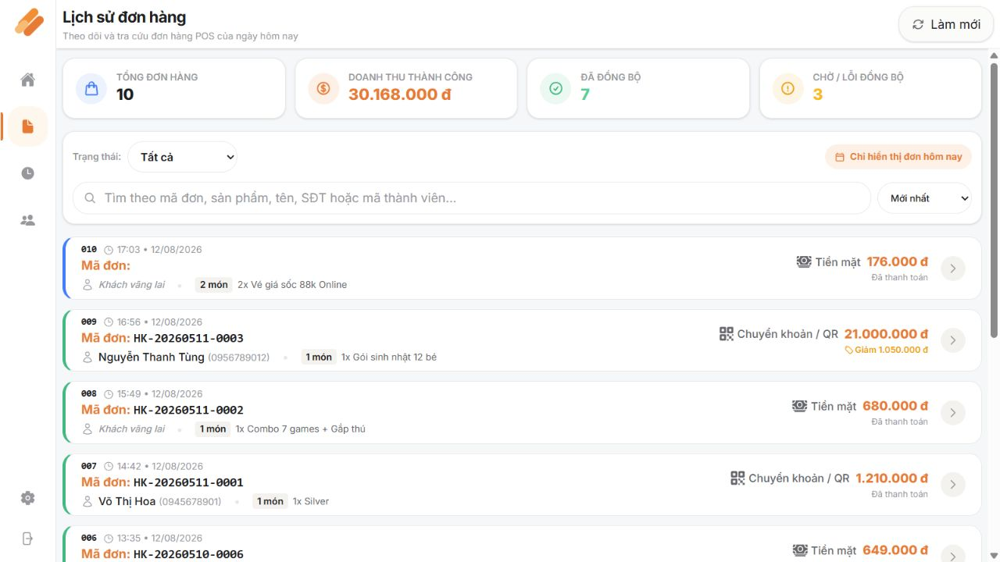 Lịch sử đơn hàng
Theo dõi và tra cứu đơn hàng POS của ngày hôm nay
Làm mới
TỔNG ĐƠN HÀNG
10
DOANH THU THÀNH CÔNG
30.168.000 đ
ĐÃ ĐỒNG BỘ
7
CHỜ / LỖI ĐỒNG BỘ
3
Trạng thái: Tất cả
Chỉ hiển thị đơn hôm nay
Tìm theo mã đơn, sản phẩm, tên, SĐT hoặc mã thành viên...
Mới nhất
010 17:03 • 12/08/2026
Mã đơn:
Khách vãng lai • 2 món 2x Vé giá sốc 88k Online
Tiền mặt 176.000 đ
Đã thanh toán
009 16:56 • 12/08/2026
Mã đơn: HK-20260511-0003
Nguyễn Thanh Tùng (0956789012) • 1 món 1x Gói sinh nhật 12 bé
Chuyển khoản / QR 21.000.000 đ
Giảm 1.050.000 đ
008 15:49 • 12/08/2026
Mã đơn: HK-20260511-0002
Khách vãng lai • 1 món 1x Combo 7 games + Gắp thú
Tiền mặt 680.000 đ
Đã thanh toán
007 14:42 • 12/08/2026
Mã đơn: HK-20260511-0001
Võ Thị Hoa (0945678901) • 1 món 1x Silver
Chuyển khoản / QR 1.210.000 đ
Đã thanh toán
006 13:35 • 12/08/2026
Mã đơn: HK-20260510-0006
Tiền mặt 649.000 đ